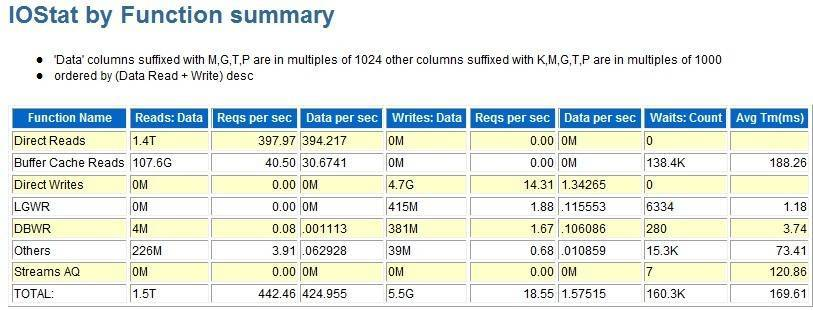 IOStat by Function summary
'Data' columns suffixed with M,G,T,P are in multiples of 1024 other columns suffixed with K,M,G,T,P are in multiples of 1000
ordered by (Data Read + Write) desc
Function Name Reads: Data Reqs per sec Data per sec Writes: Data Reqs per sec Data per sec Waits: Count Avg Tm(ms)
Direct Reads 1.4T 397.97 394.217 0M 0.00 0M 0
Buffer Cache Reads 107.6G 40.50 30.6741 0M 0.00 0M 138.4K 188.26
Direct Writes 0M 0.00 0M 4.7G 14.31 1.34265 0
LGWR 0M 0.00 0M 415M 1.88 .115553 6334 1.18
DBWR 4M 0.08 .001113 381M 1.67 .106086 280 3.74
Others 226M 3.91 .062928 39M 0.68 .010859 15.3K 73.41
Streams AQ 0M 0.00 0M 0M 0.00 0M 7 120.86
TOTAL: 1.5T 442.46 424.955 5.5G 18.55 1.57515 160.3K 169.61